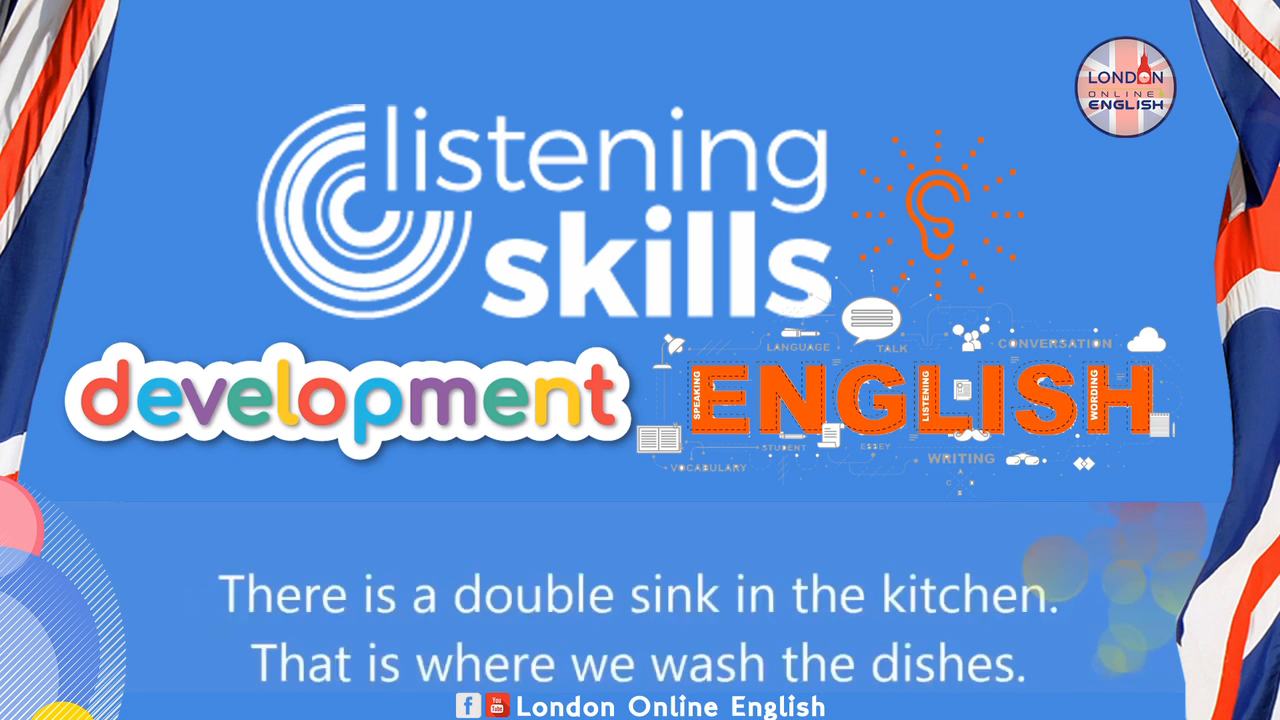 LONDON
ONLINE
ENGLISH
listening
skills
development
LANGUAGE
TALK
CONVERSATION
SPEAKING
ENGLISH
LISTENING
WORDING
STUDENT
ESSEY
WRITING
VOCABULARY
There is a double sink in the kitchen.
That is where we wash the dishes.
You
Tube
London Online English